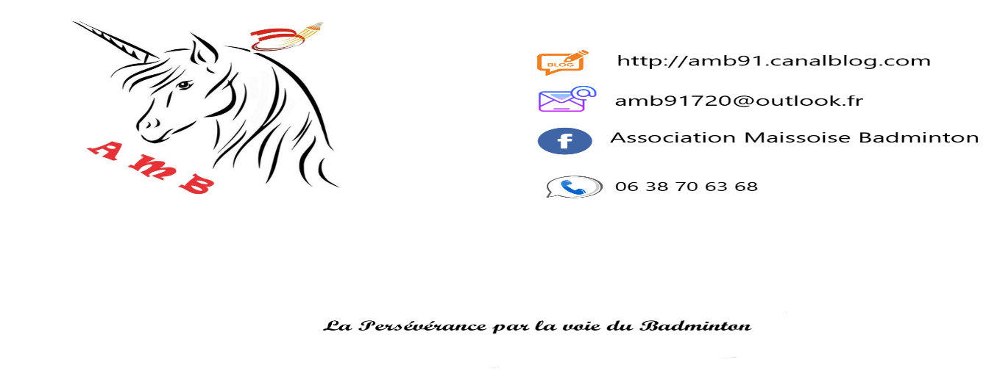 BLOG
http://amb91.canalblog.com
amb91720@outlook.fr
f
Association Maissoise Badminton
06 38 70 63 68
A M B
La Persévérance par la voie du Badminton